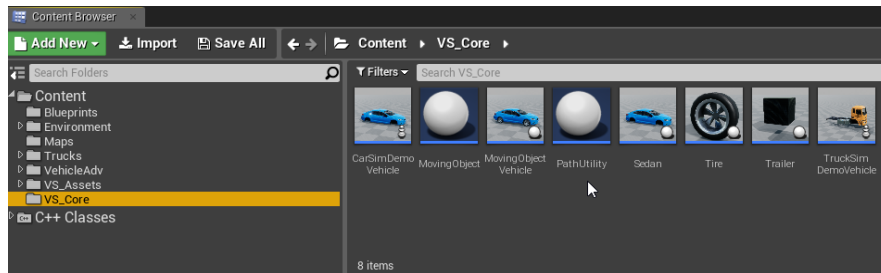 Content Browser
Add New Import Save All Content VS_Core
Search Folders
Filters Search VS_Core
Content
Blueprints
Environment
Maps
Trucks
VehicleAdv
VS_Assets
VS_Core
C++ Classes
CarSimDemo
Vehicle
MovingObject
MovingObject
Vehicle
PathUtility
Sedan
Tire
Trailer
TruckSim
DemoVehicle
8 items